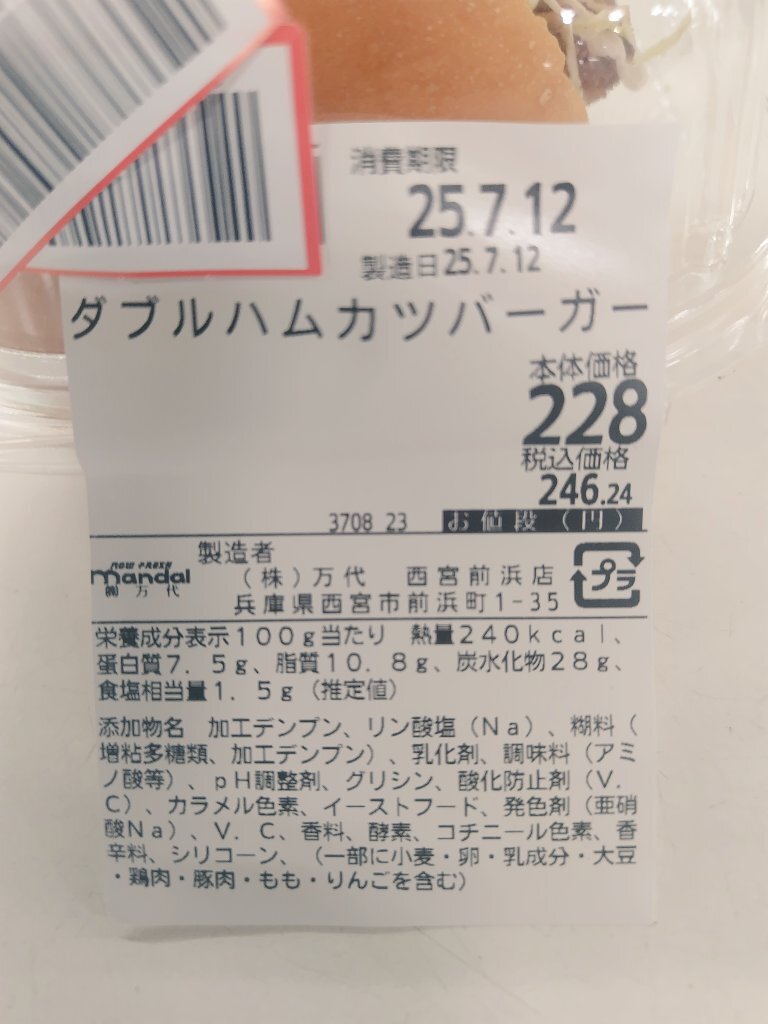 消費期限
25.7.12
製造日25.7.12
ダブルハムカツバーガー
本体価格
228
税込価格
246.24
3708 23 お値段(円)
製造者
now fresh
mandai
㈱万代
(株)万代 西宮前浜店
兵庫県西宮市前浜町1-35
プラ
栄養成分表示100g当たり 熱量240kcal、
蛋白質7.5g、脂質10.8g、炭水化物28g、
食塩相当量1.5g(推定値)
添加物名 加工デンプン、リン酸塩(Na)、糊料(
増粘多糖類、加工デンプン)、乳化剤、調味料(アミ
ノ酸等)、pH調整剤、グリシン、酸化防止剤(V.
C)、カラメル色素、イーストフード、発色剤(亜硝
酸Na)、V.C、香料、酵素、コチニール色素、香
辛料、シリコーン、(一部に小麦・卵・乳成分・大豆
・鶏肉・豚肉・もも・りんごを含む)